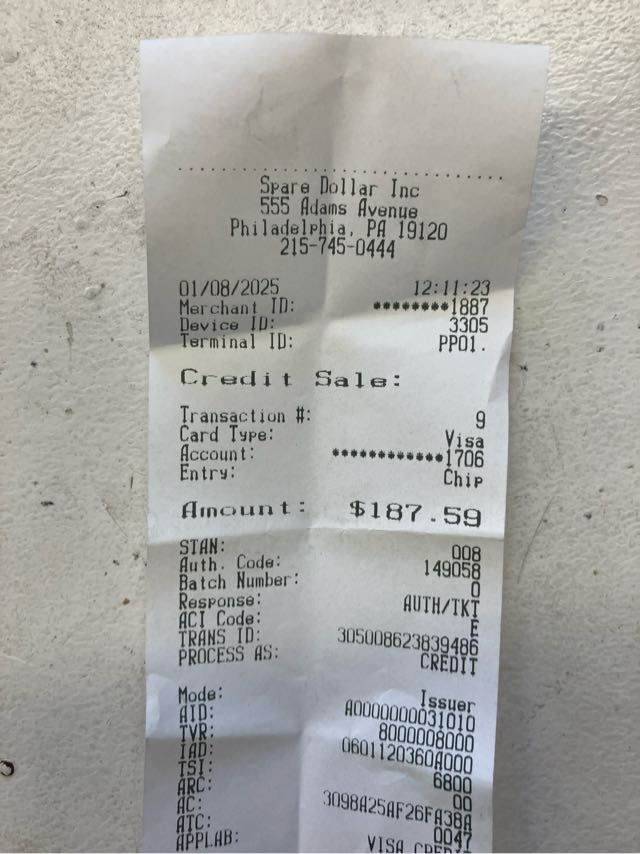 Spare Dollar Inc
555 Adams Avenue
Philadelphia, PA 19120
215-745-0444
01/08/2025 12:11:23
Merchant ID: ********1887
Device ID: 3305
Terminal ID: PP01.
Credit Sale:
Transaction #: 9
Card Type: Visa
Account: ************1706
Entry: Chip
Amount: $187.59
STAN: 008
Auth. Code: 149058
Batch Number: 0
Response: AUTH/TKT
ACI Code: E
TRANS ID: 305008623839486
PROCESS AS: CREDIT
Mode: Issuer
AID: A0000000031010
TVR: 8000008000
IAD: 0601120360A000
TSI: 6800
ARC: 00
AC: 3098A25AF26FA38A
ATC: 0047
APPLAB: VISA